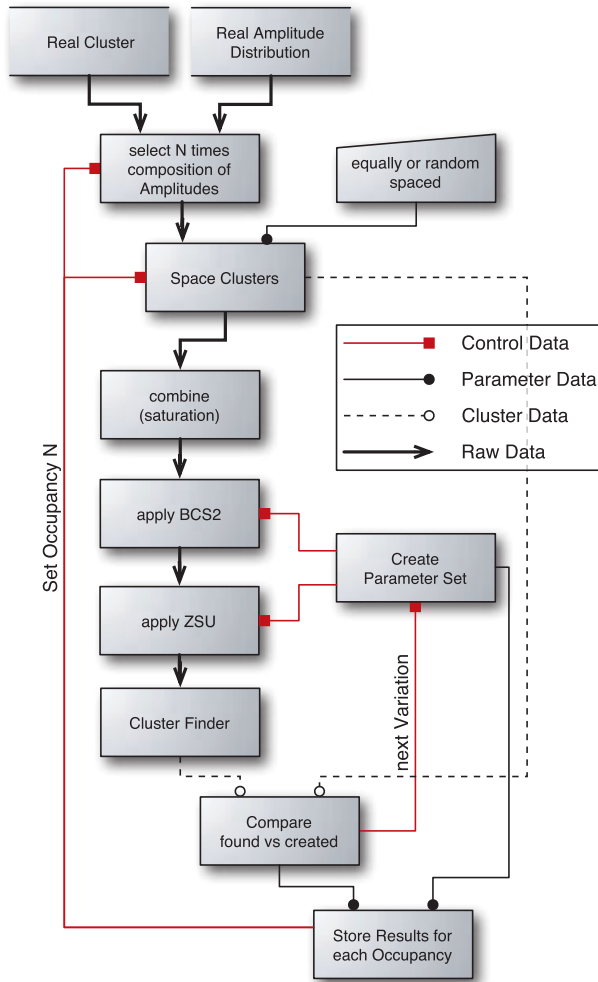 Real Cluster
Real Amplitude
Distribution
select N times
composition of
Amplitudes
equally or random
spaced
Space Clusters
Control Data
Parameter Data
Cluster Data
Raw Data
combine
(saturation)
Set Occupancy N
apply BCS2
Create
Parameter Set
apply ZSU
next Variation
Cluster Finder
Compare
found vs created
Store Results for
each Occupancy